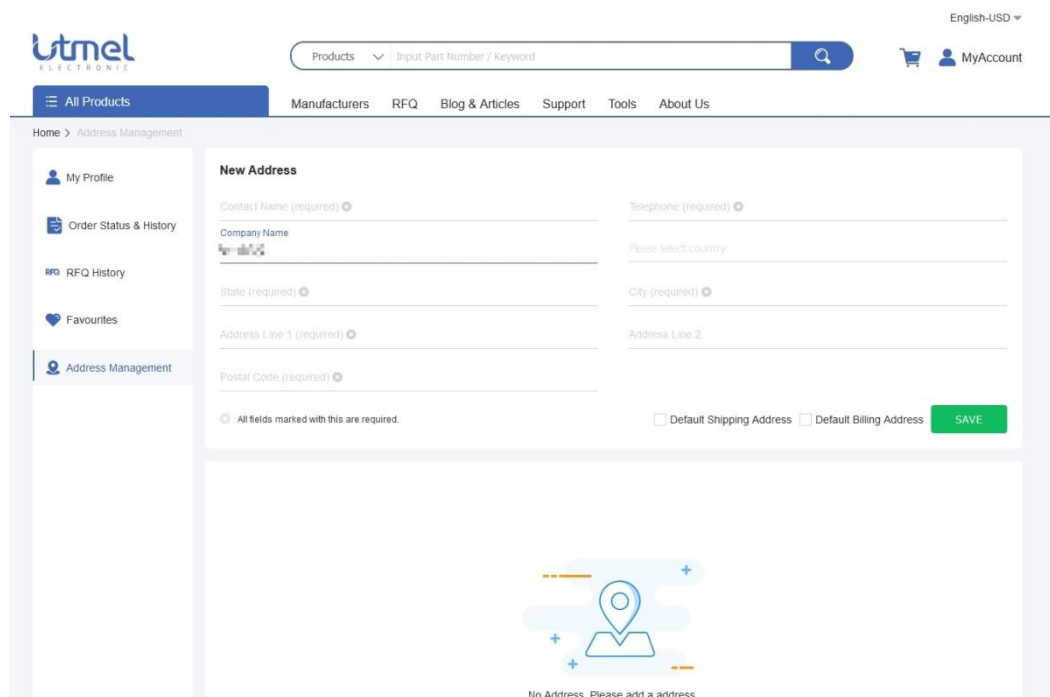 English-USD
utmel
ELECTRONIC
Products Input Part Number / Keyword
MyAccount
All Products
Manufacturers RFQ Blog & Articles Support Tools About Us
Home > Address Management
My Profile
Order Status & History
RFQ RFQ History
Favourites
Address Management
New Address
Contact Name (required) Telephone (required)
Company Name
Please select country
State (required) City (required)
Address Line 1 (required) Address Line 2
Postal Code (required)
All fields marked with this are required.
Default Shipping Address Default Billing Address SAVE
No Address, Please add a address